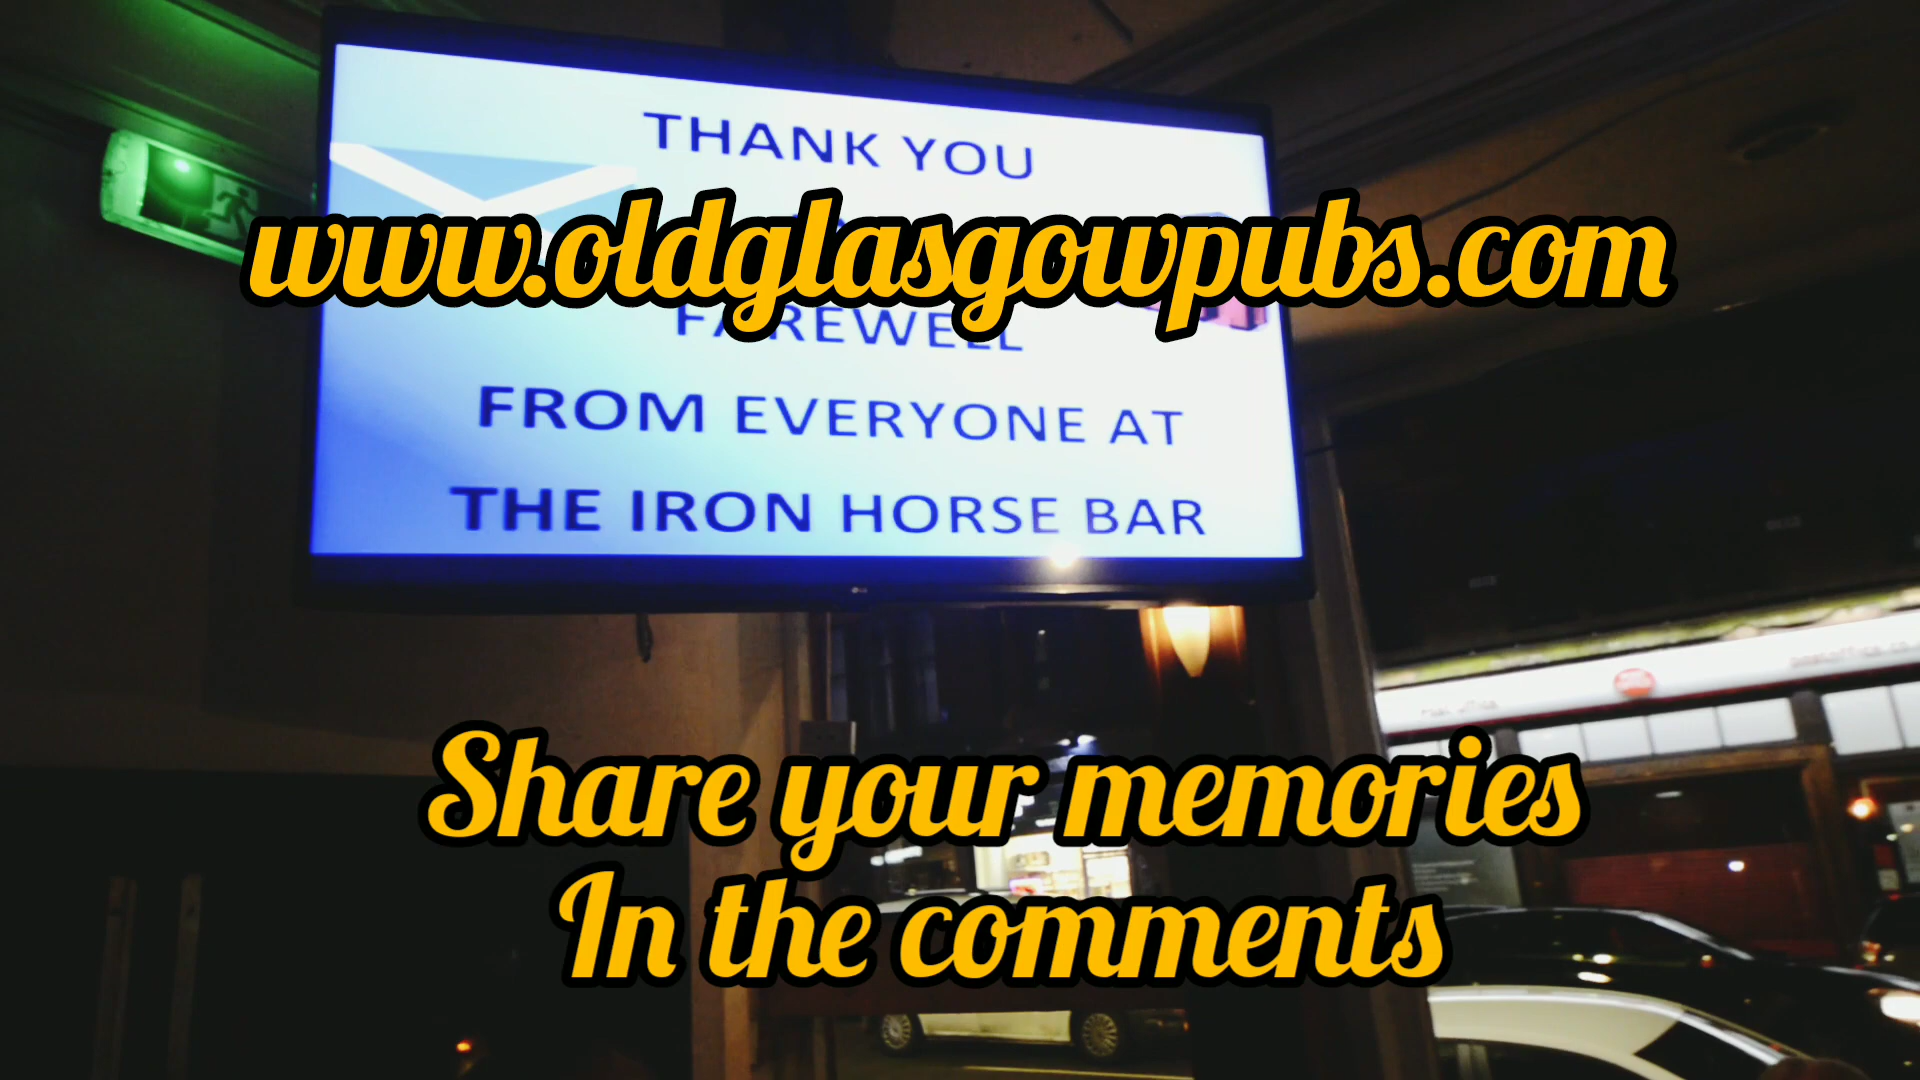 THANK YOU
www.oldglasgowpubs.com
FAREWELL
FROM EVERYONE AT
THE IRON HORSE BAR
Share your memories
In the comments